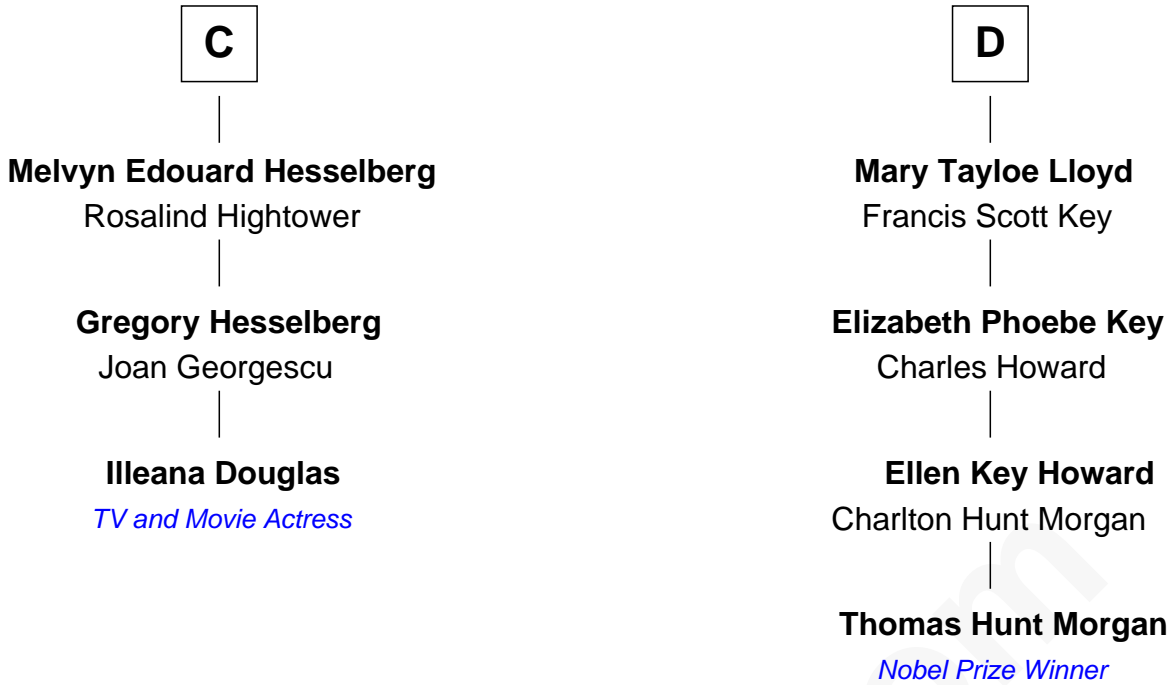 C
Melvyn Edouard Hesselberg
Rosalind Hightower
Gregory Hesselberg
Joan Georgescu
Illeana Douglas
TV and Movie Actress
D
Mary Tayloe Lloyd
Francis Scott Key
Elizabeth Phoebe Key
Charles Howard
Ellen Key Howard
Charlton Hunt Morgan
Thomas Hunt Morgan
Nobel Prize Winner